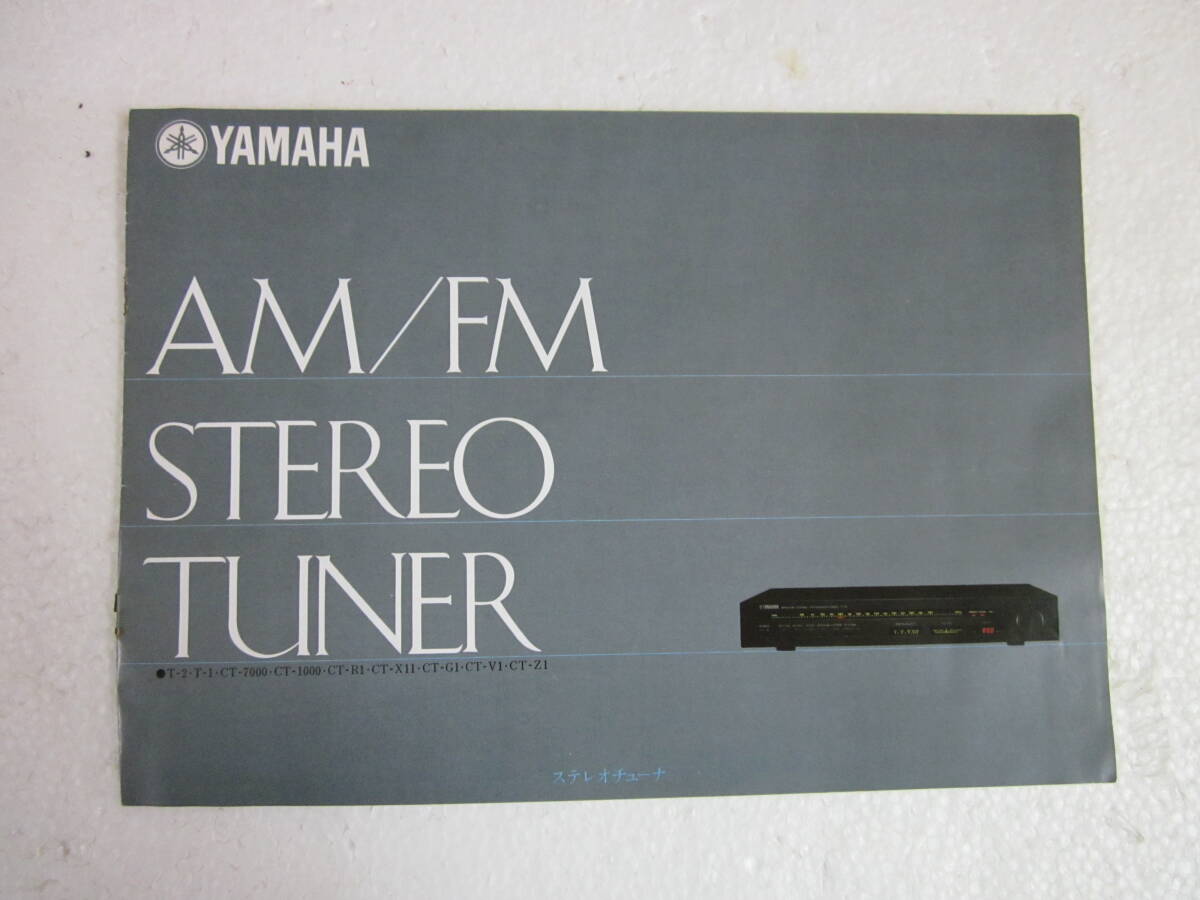 YAMAHA
AM/FM
STEREO
TUNER
YAMAHA
●T-2·T-1·CT-7000·CT-1000·CT-R1·CT-X11·CT-G1·CT-V1·CT-Z1
ステレオチューナ